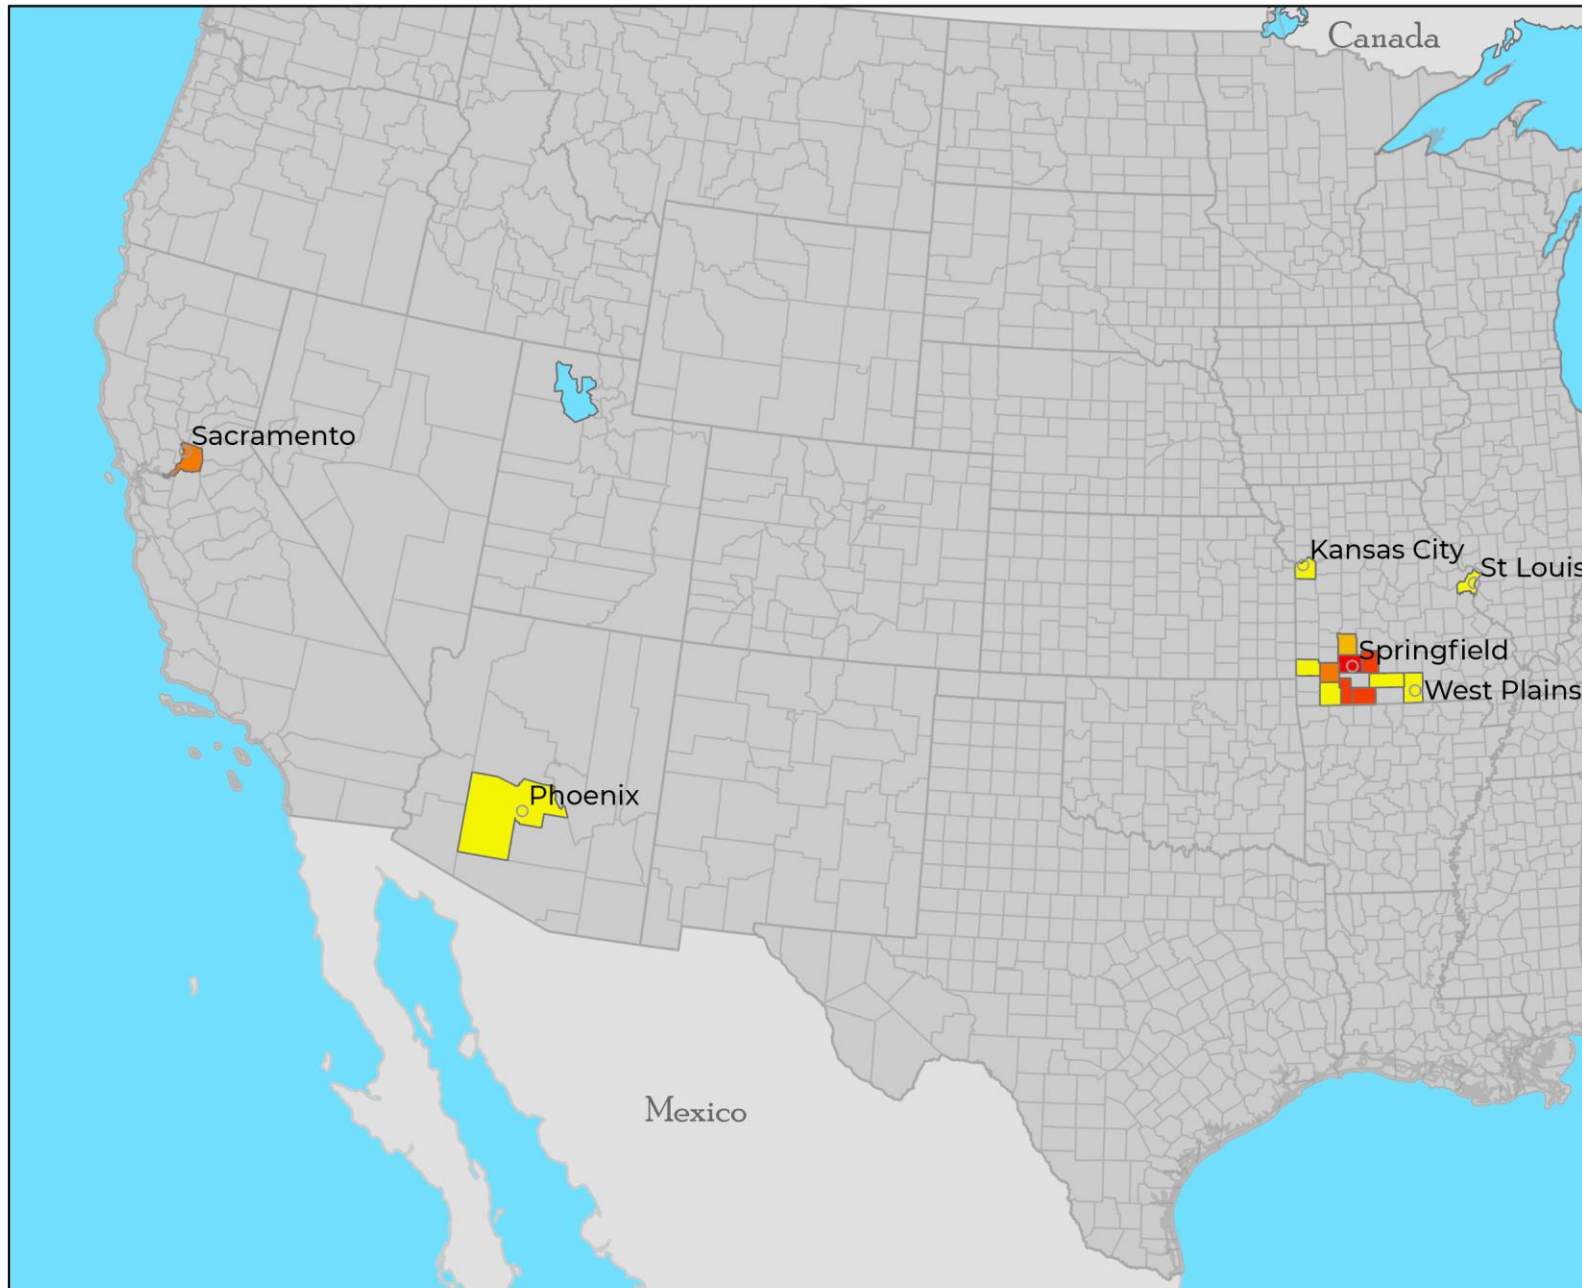 Canada
Sacramento
Kansas City
St Louis
Springfield
West Plains
Phoenix
Mexico